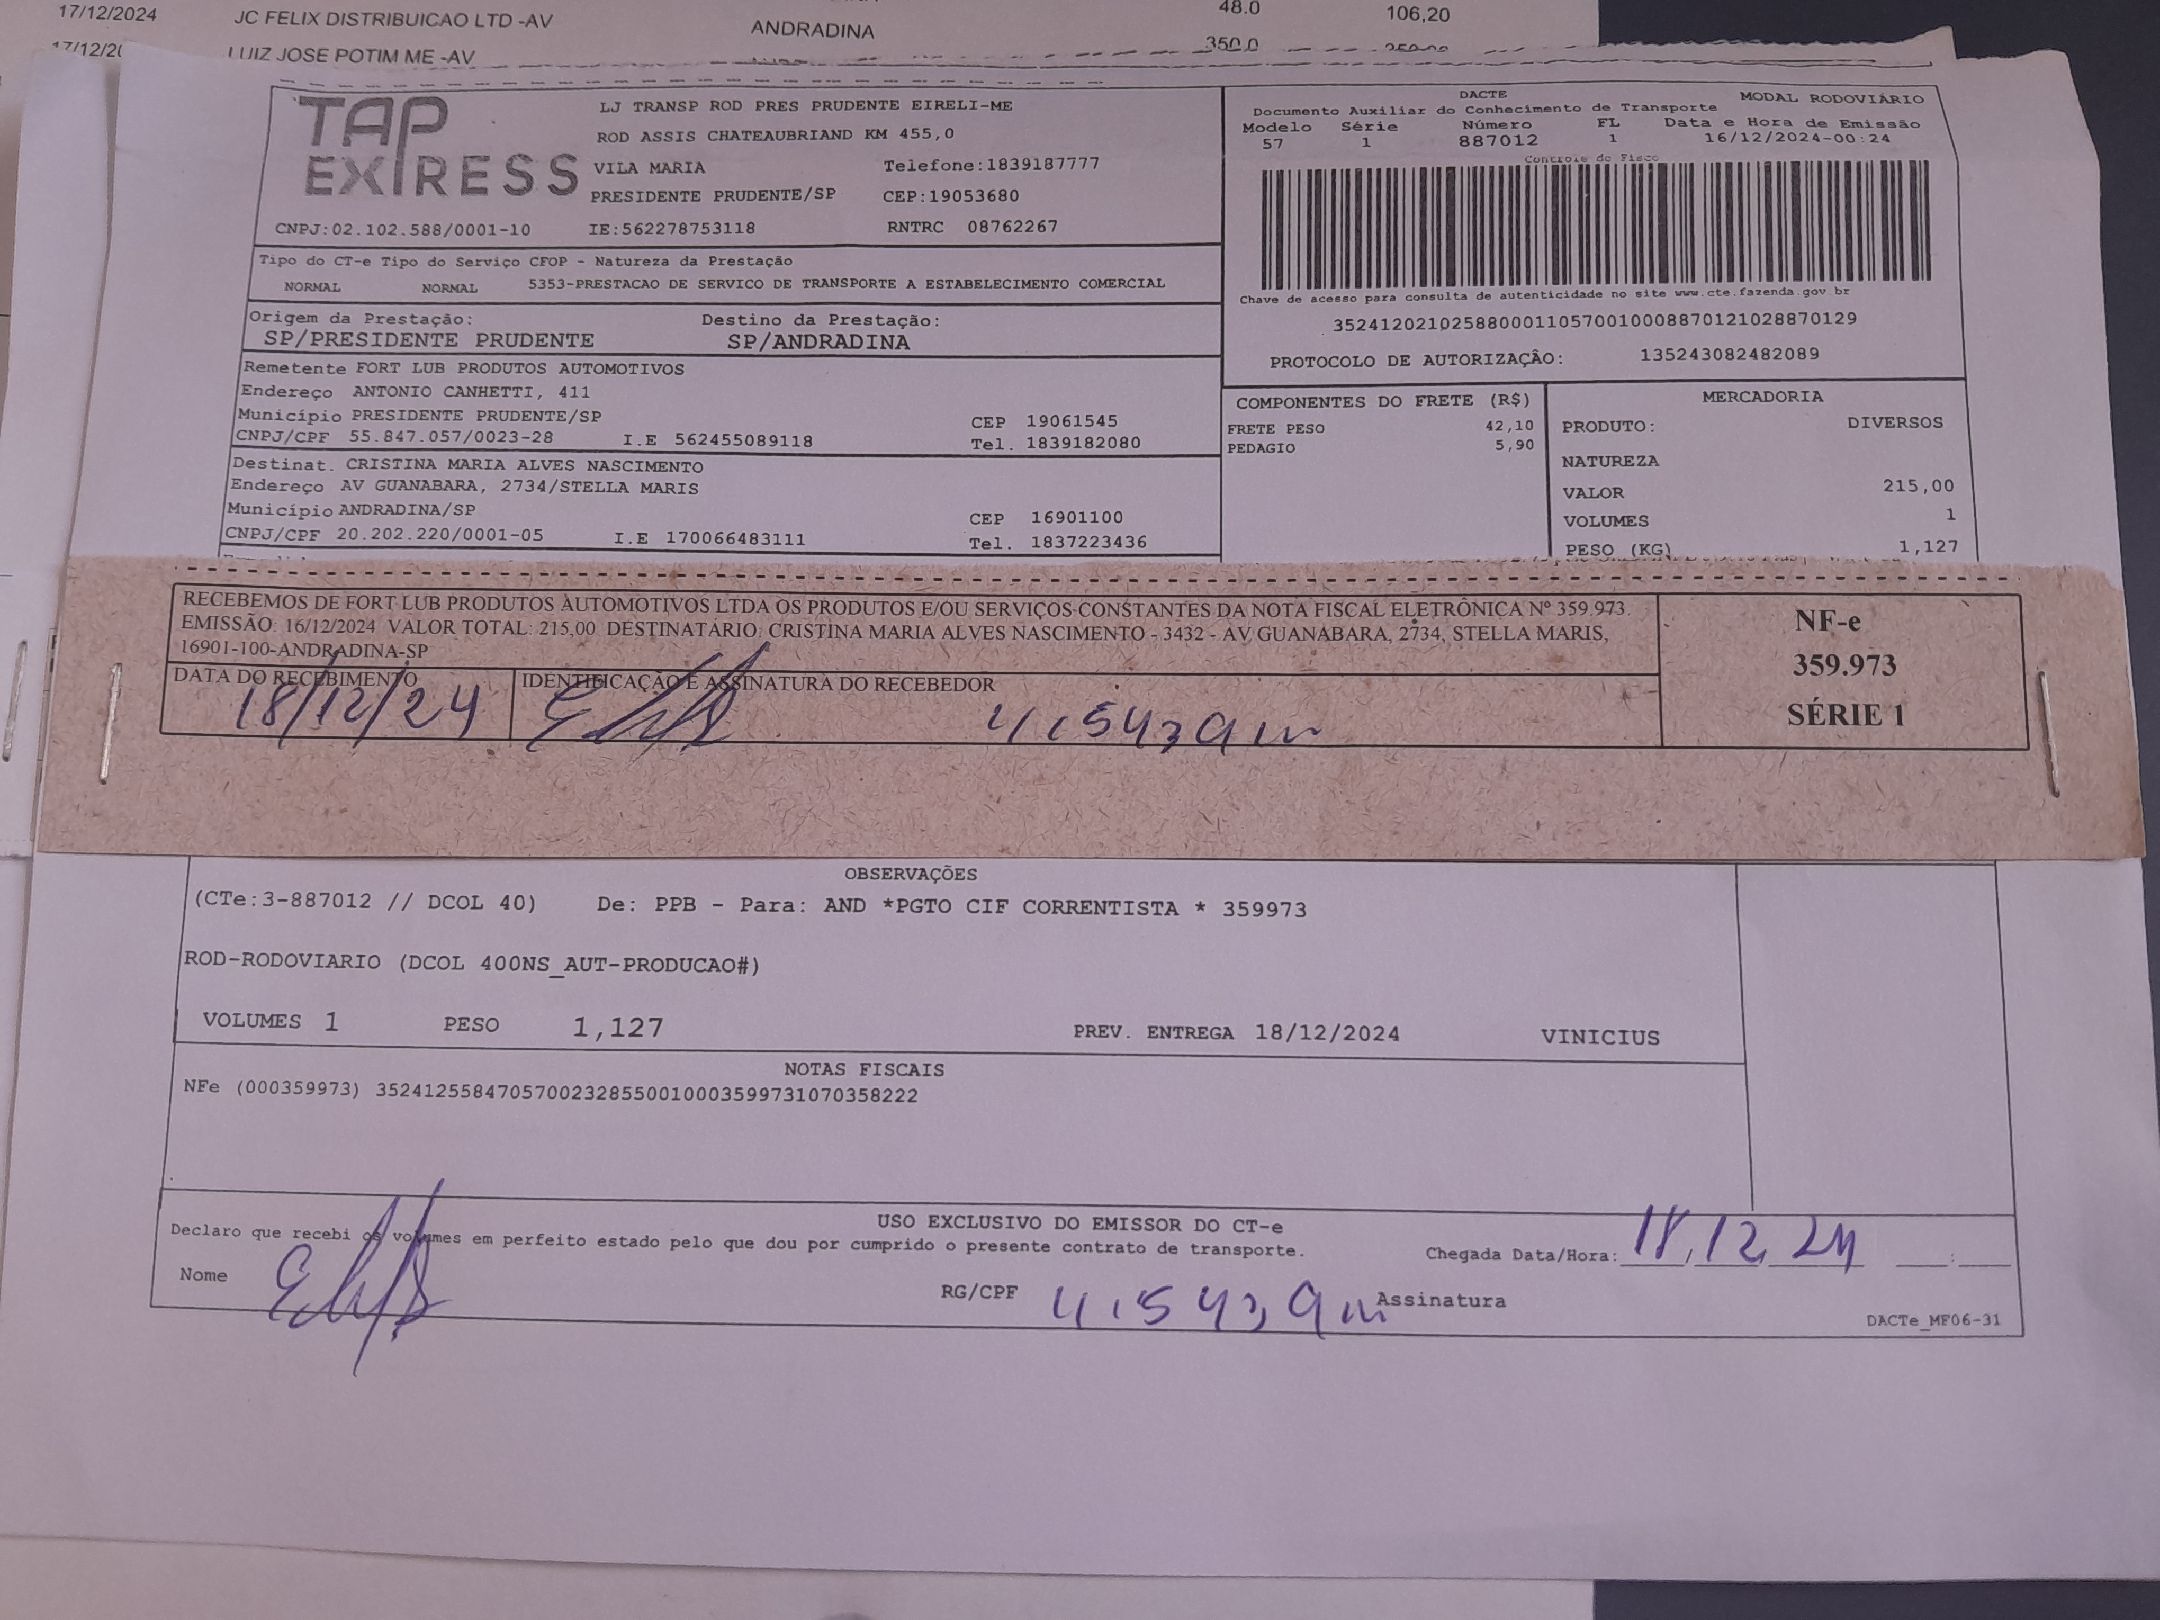 17/12/2024 JC FELIX DISTRIBUICAO LTD -AV ANDRADINA 48.0 106,20
LUIZ JOSE POTIM ME -AV 350.0
TAP EXPRESS
LJ TRANSP ROD PRES PRUDENTE EIRELI-ME
ROD ASSIS CHATEAUBRIAND KM 455,0
VILA MARIA Telefone:1839187777
PRESIDENTE PRUDENTE/SP CEP:19053680
CNPJ:02.102.588/0001-10 IE:562278753118 RNTRC 08762267
DACTE MODAL RODOVIÁRIO
Documento Auxiliar do Conhecimento de Transporte
Modelo Série Número FL Data e Hora de Emissão
57 1 887012 1 16/12/2024-00:24
Controle do Fisco
Chave de acesso para consulta de autenticidade no site www.cte.fazenda.gov.br
35241202102588000110570010008870121028870129
PROTOCOLO DE AUTORIZAÇÃO: 135243082482089
Tipo do CT-e Tipo do Serviço CFOP - Natureza da Prestação
NORMAL NORMAL 5353-PRESTACAO DE SERVICO DE TRANSPORTE A ESTABELECIMENTO COMERCIAL
Origem da Prestação: Destino da Prestação:
SP/PRESIDENTE PRUDENTE SP/ANDRADINA
Remetente FORT LUB PRODUTOS AUTOMOTIVOS
Endereço ANTONIO CANHETTI, 411
Município PRESIDENTE PRUDENTE/SP CEP 19061545
CNPJ/CPF 55.847.057/0023-28 I.E 562455089118 Tel. 1839182080
Destinat. CRISTINA MARIA ALVES NASCIMENTO
Endereço AV GUANABARA, 2734/STELLA MARIS
Município ANDRADINA/SP CEP 16901100
CNPJ/CPF 20.202.220/0001-05 I.E 170066483111 Tel. 1837223436
COMPONENTES DO FRETE (R$)
FRETE PESO 42,10
PEDAGIO 5,90
MERCADORIA
PRODUTO: DIVERSOS
NATUREZA
VALOR 215,00
VOLUMES 1
PESO (KG) 1,127
RECEBEMOS DE FORT LUB PRODUTOS AUTOMOTIVOS LTDA OS PRODUTOS E/OU SERVIÇOS CONSTANTES DA NOTA FISCAL ELETRÔNICA Nº 359.973.
EMISSÃO: 16/12/2024 VALOR TOTAL: 215,00 DESTINATÁRIO: CRISTINA MARIA ALVES NASCIMENTO - 3432 - AV GUANABARA, 2734, STELLA MARIS,
16901-100-ANDRADINA-SP
DATA DO RECEBIMENTO IDENTIFICAÇÃO E ASSINATURA DO RECEBEDOR
18/12/24
NF-e
359.973
SÉRIE 1
OBSERVAÇÕES
(CTe:3-887012 // DCOL 40) De: PPB - Para: AND *PGTO CIF CORRENTISTA * 359973
ROD-RODOVIARIO (DCOL 400NS_AUT-PRODUCAO#)
VOLUMES 1 PESO 1,127 PREV. ENTREGA 18/12/2024 VINICIUS
NOTAS FISCAIS
NFe (000359973) 35241255847057002328550010003599731070358222
USO EXCLUSIVO DO EMISSOR DO CT-e
Declaro que recebi os volumes em perfeito estado pelo que dou por cumprido o presente contrato de transporte.
Chegada Data/Hora: 18,12,24 :
Nome RG/CPF Assinatura
DACTe_MF06-31